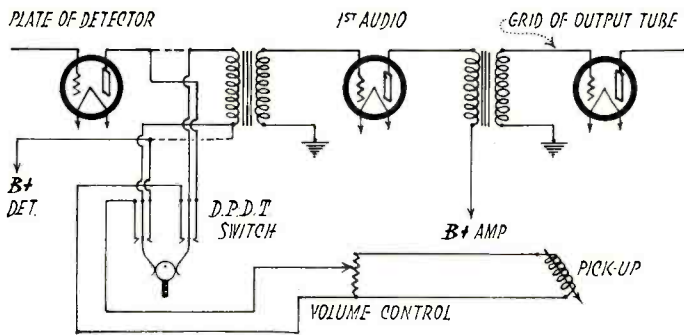 PLATE OF DETECTOR
1ST AUDIO
GRID OF OUTPUT TUBE
B+
DET.
D.P.D.T
SWITCH
B+ AMP
PICK-UP
VOLUME CONTROL